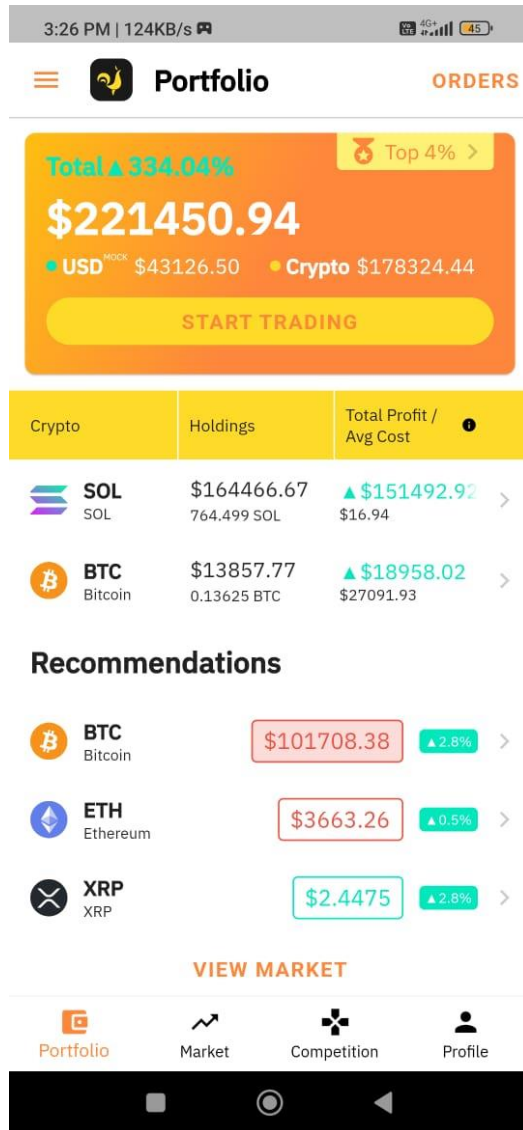 3:26 PM | 124KB/s
Vo LTE 4G+ 45
Portfolio
ORDERS
Total ▲ 334.04%
Top 4% >
$221450.94
USD MOCK $43126.50 Crypto $178324.44
START TRADING
Crypto Holdings Total Profit / Avg Cost
SOL $164466.67 ▲$151492.92
SOL 764.499 SOL $16.94
BTC $13857.77 ▲$18958.02
Bitcoin 0.13625 BTC $27091.93
Recommendations
BTC $101708.38 ▲2.8%
Bitcoin
ETH $3663.26 ▲0.5%
Ethereum
XRP $2.4475 ▲2.8%
XRP
VIEW MARKET
Portfolio Market Competition Profile